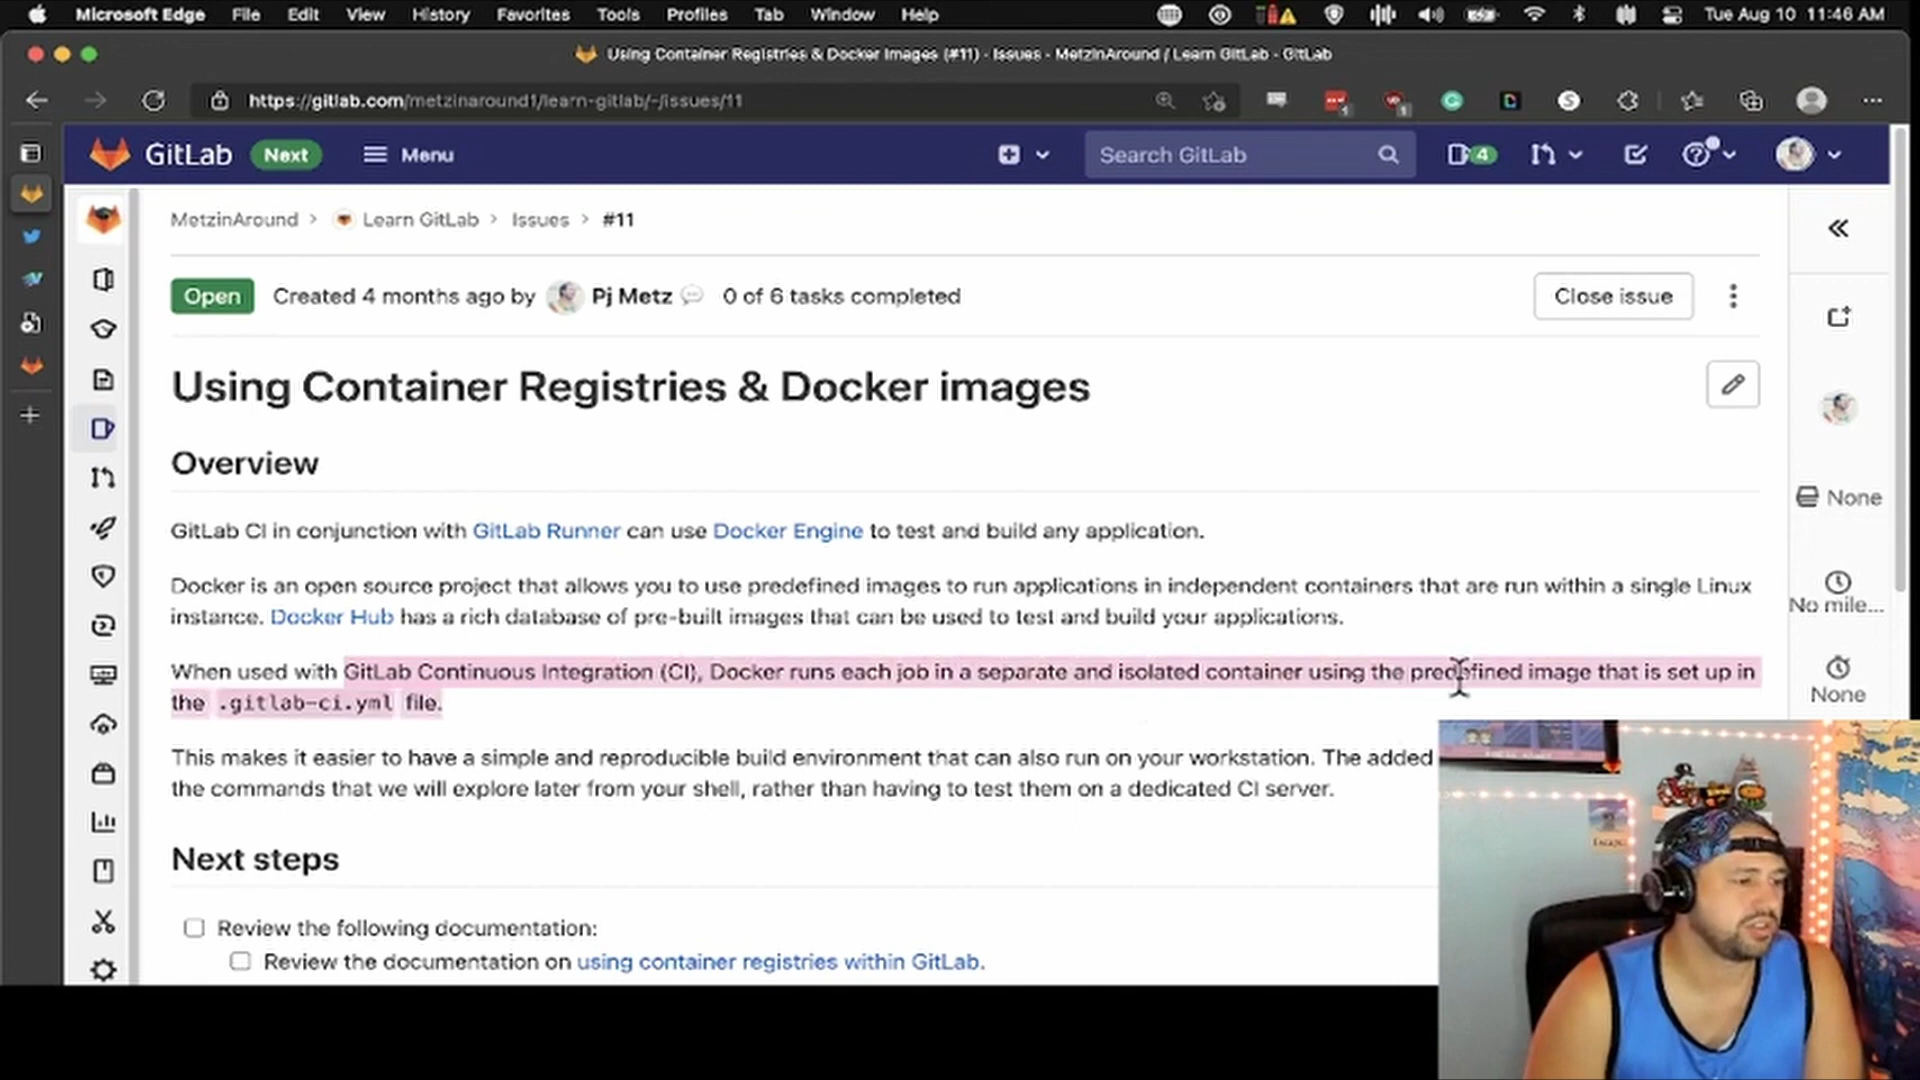 Microsoft Edge File Edit View History Favorites Tools Profiles Tab Window Help Tue Aug 10 11:46 AM
Using Container Registries & Docker Images (#11) · Issues · MetzinAround / Learn GitLab · GitLab
https://gitlab.com/metzinaround1/learn-gitlab/-/issues/11
GitLab Next Menu Search GitLab 4
MetzinAround > Learn GitLab > Issues > #11
Open Created 4 months ago by Pj Metz 0 of 6 tasks completed Close issue
Using Container Registries & Docker images
Overview
GitLab CI in conjunction with GitLab Runner can use Docker Engine to test and build any application.
None
Docker is an open source project that allows you to use predefined images to run applications in independent containers that are run within a single Linux
instance. Docker Hub has a rich database of pre-built images that can be used to test and build your applications.
No mile...
When used with GitLab Continuous Integration (CI), Docker runs each job in a separate and isolated container using the predefined image that is set up in
the .gitlab-ci.yml file.
None
This makes it easier to have a simple and reproducible build environment that can also run on your workstation. The added
the commands that we will explore later from your shell, rather than having to test them on a dedicated CI server.
Next steps
Review the following documentation:
Review the documentation on using container registries within GitLab.